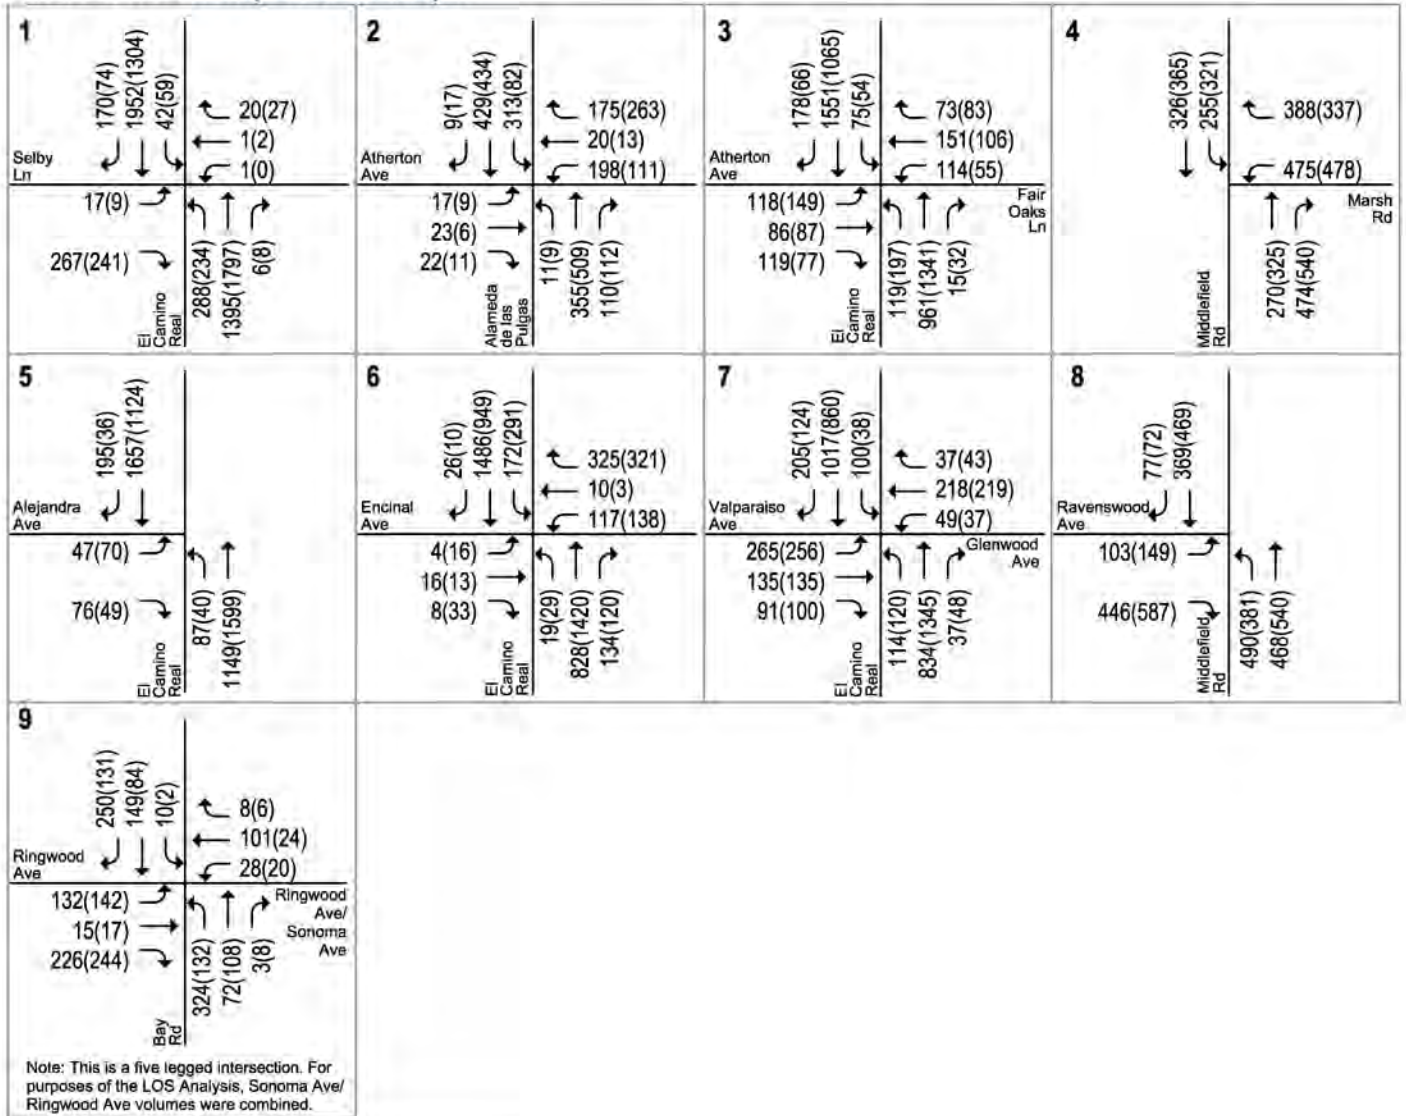 1
170(74)
1952(1304)
42(59)
20(27)
1(2)
1(0)
Selby
Ln
17(9)
267(241)
288(234)
1395(1797)
6(8)
El
Camino
Real
2
9(17)
429(434)
313(82)
175(263)
20(13)
198(111)
Atherton
Ave
17(9)
23(6)
22(11)
11(9)
355(509)
110(112)
Alameda
de las
Pulgas
3
178(66)
1551(1065)
75(54)
73(83)
151(106)
114(55)
Atherton
Ave
Fair
Oaks
Ln
118(149)
86(87)
119(77)
119(197)
961(1341)
15(32)
El
Camino
Real
4
326(365)
255(321)
388(337)
475(478)
Marsh
Rd
270(325)
474(540)
Middlefield
Rd
5
195(36)
1657(1124)
Alejandra
Ave
47(70)
76(49)
87(40)
1149(1599)
El
Camino
Real
6
26(10)
1486(949)
172(291)
325(321)
10(3)
117(138)
Encinal
Ave
4(16)
16(13)
8(33)
19(29)
828(1420)
134(120)
El
Camino
Real
7
205(124)
1017(860)
100(38)
37(43)
218(219)
49(37)
Valparaiso
Ave
Glenwood
Ave
265(256)
135(135)
91(100)
114(120)
834(1345)
37(48)
El
Camino
Real
8
77(72)
369(469)
Ravenswood
Ave
103(149)
446(587)
490(381)
468(540)
Middlefield
Rd
9
250(131)
149(84)
10(2)
8(6)
101(24)
28(20)
Ringwood
Ave
Ringwood
Ave/
Sonoma
Ave
132(142)
15(17)
226(244)
324(132)
72(108)
3(8)
Bay
Rd
Note: This is a five legged intersection. For
purposes of the LOS Analysis, Sonoma Ave/
Ringwood Ave volumes were combined.